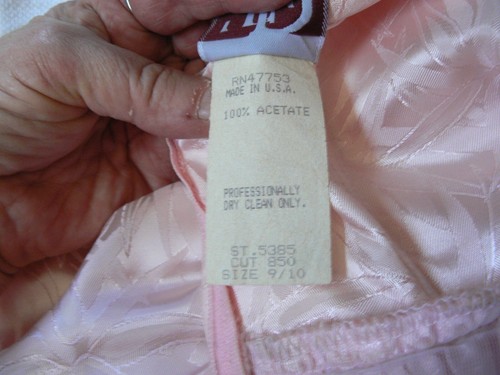 RN47753
MADE IN U.S.A.
100% ACETATE
PROFESSIONALLY
DRY CLEAN ONLY.
ST.5385
CUT 850
SIZE 9/10